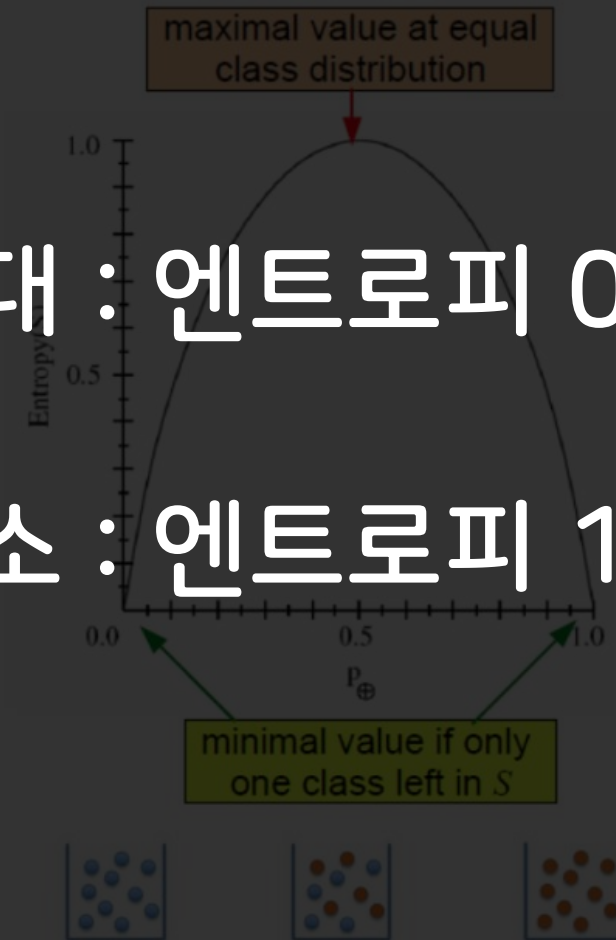 maximal value at equal
class distribution
1.0
대 : 엔트로피 0
Entropy(S)
0.5
소 : 엔트로피 1
0.0
0.5
1.0
p⊕
minimal value if only
one class left in S